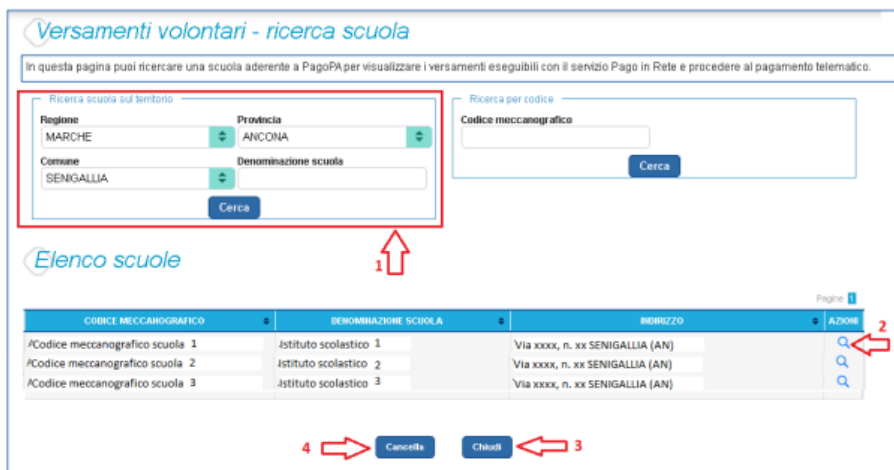 Versamenti volontari - ricerca scuola
In questa pagina puoi ricercare una scuola aderente a PagoPA per visualizzare i versamenti eseguibili con il servizio Pago in Rete e procedere al pagamento telematico.
Ricerca scuola sul territorio
Regione Provincia
MARCHE ANCONA
Comune Denominazione scuola
SENIGALLIA
Cerca
Ricerca per codice
Codice meccanografico
Cerca
1
Elenco scuole
Pagine 1
CODICE MECCANOGRAFICO DENOMINAZIONE SCUOLA INDIRIZZO AZIONI
Codice meccanografico scuola 1 Istituto scolastico 1 Via xxxx, n. xx SENIGALLIA (AN)
Codice meccanografico scuola 2 Istituto scolastico 2 Via xxxx, n. xx SENIGALLIA (AN)
Codice meccanografico scuola 3 Istituto scolastico 3 Via xxxx, n. xx SENIGALLIA (AN)
2
4 Cancella Chiudi 3